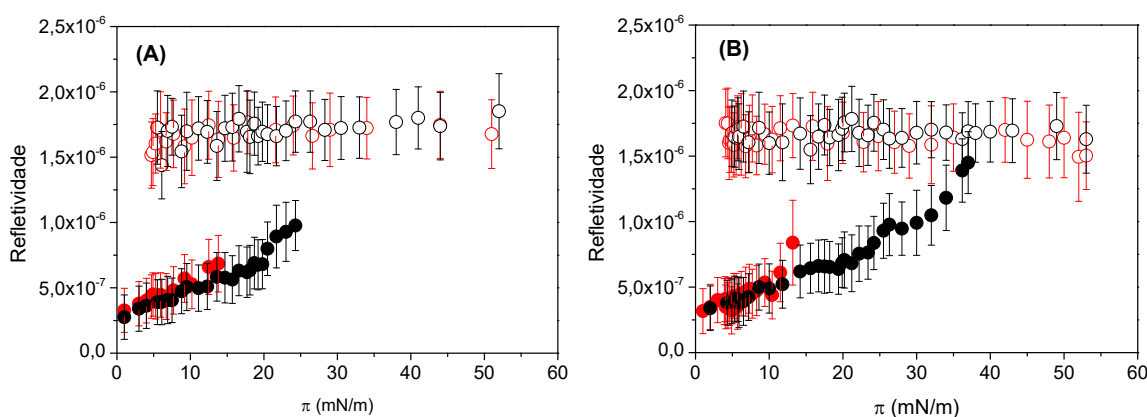 (A)
Refletividade
2,5x10⁻⁶
2,0x10⁻⁶
1,5x10⁻⁶
1,0x10⁻⁶
5,0x10⁻⁷
0,0
0 10 20 30 40 50 60
π (mN/m)
(B)
Refletividade
2,5x10⁻⁶
2,0x10⁻⁶
1,5x10⁻⁶
1,0x10⁻⁶
5,0x10⁻⁷
0,0
0 10 20 30 40 50 60
π (mN/m)